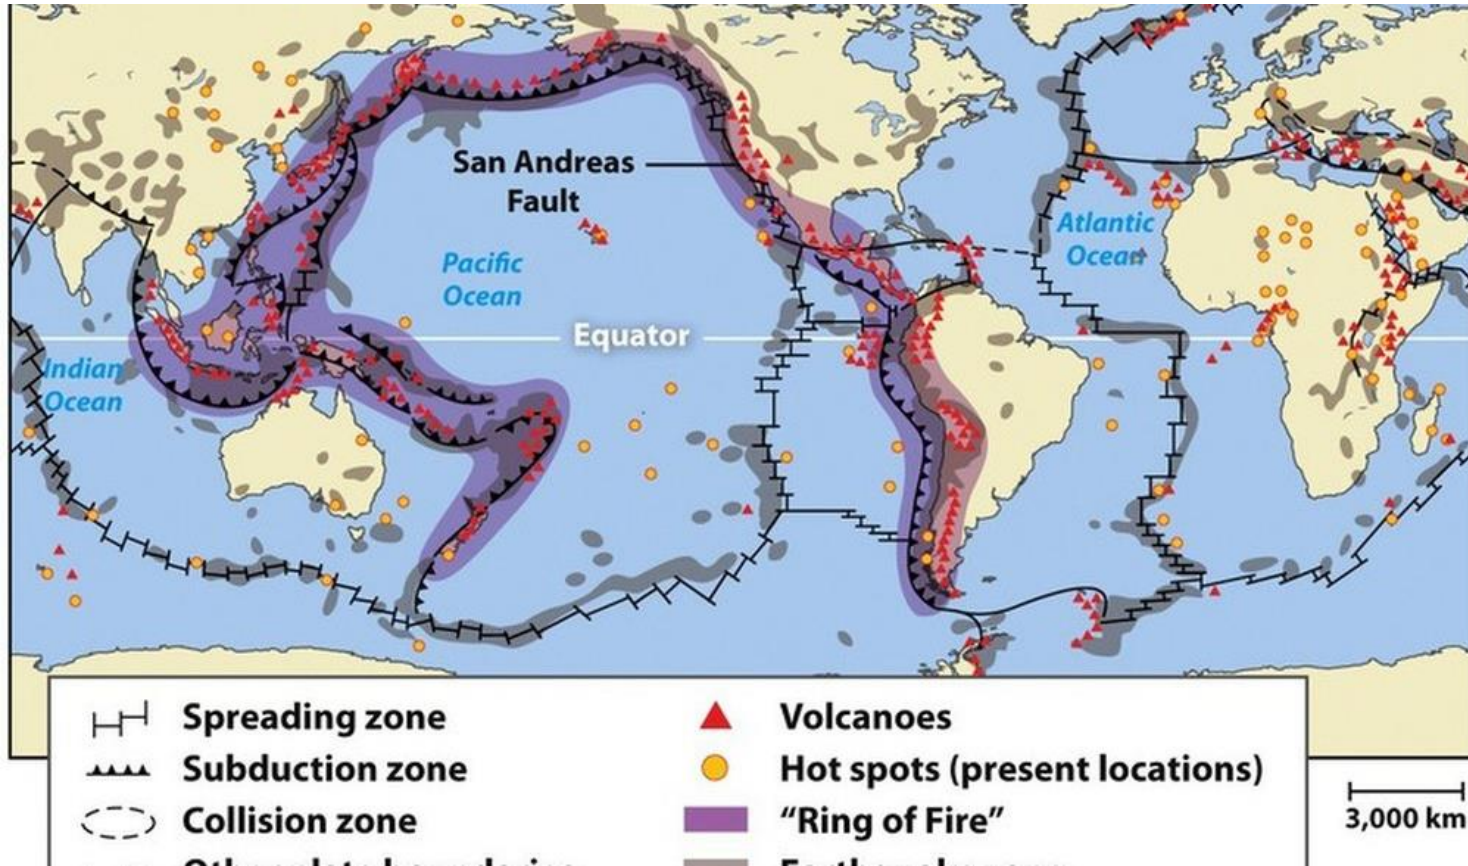 San Andreas
Fault
Atlantic
Ocean
Pacific
Ocean
Equator
Indian
Ocean
Spreading zone
Volcanoes
Subduction zone
Hot spots (present locations)
Collision zone
"Ring of Fire"
3,000 km